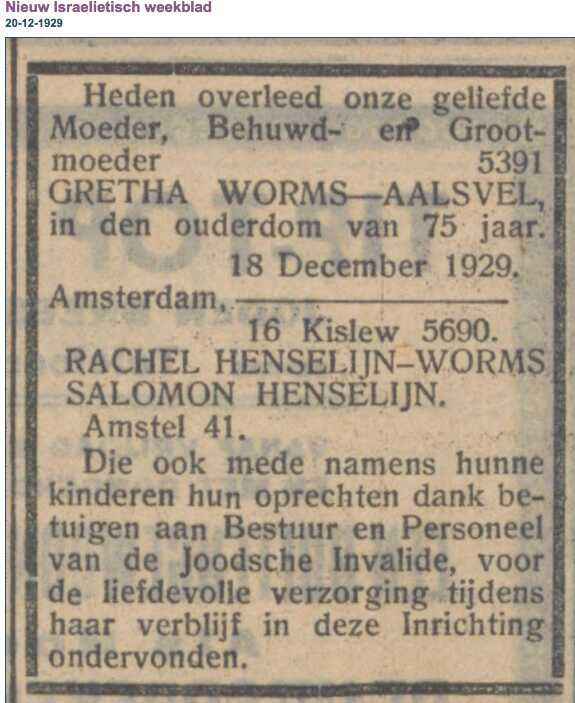 Nieuw Israelietisch weekblad
20-12-1929
Heden overleed onze geliefde
Moeder, Behuwd- en Groot-
moeder 5391
GRETHA WORMS—AALSVEL,
in den ouderdom van 75 jaar.
18 December 1929.
Amsterdam,
16 Kislew 5690.
RACHEL HENSELIJN-WORMS
SALOMON HENSELIJN.
Amstel 41.
Die ook mede namens hunne
kinderen hun oprechten dank be-
tuigen aan Bestuur en Personeel
van de Joodsche Invalide, voor
de liefdevolle verzorging tijdens
haar verblijf in deze Inrichting
ondervonden.